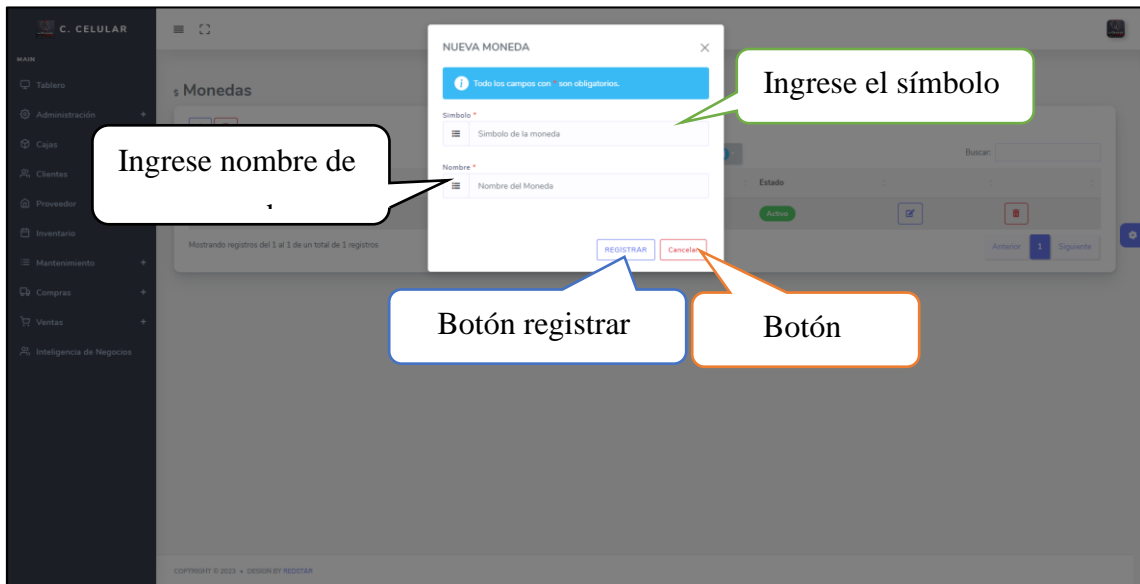 C. CELULAR
MAIN
Tablero
Administración
Cajas
Clientes
Proveedor
Inventario
Mantenimiento
Compras
Ventas
Inteligencia de Negocios
$ Monedas
NUEVA MONEDA
Todo los campos con * son obligatorios.
Simbolo *
Simbolo de la moneda
Nombre *
Nombre del Moneda
REGISTRAR
Cancelar
Ingrese el símbolo
Ingrese nombre de
Botón registrar
Botón
Buscar:
Estado
Activo
Mostrando registros del 1 al 1 de un total de 1 registros
Anterior 1 Siguiente
COPYRIGHT © 2023 • DESIGN BY REDSTAR